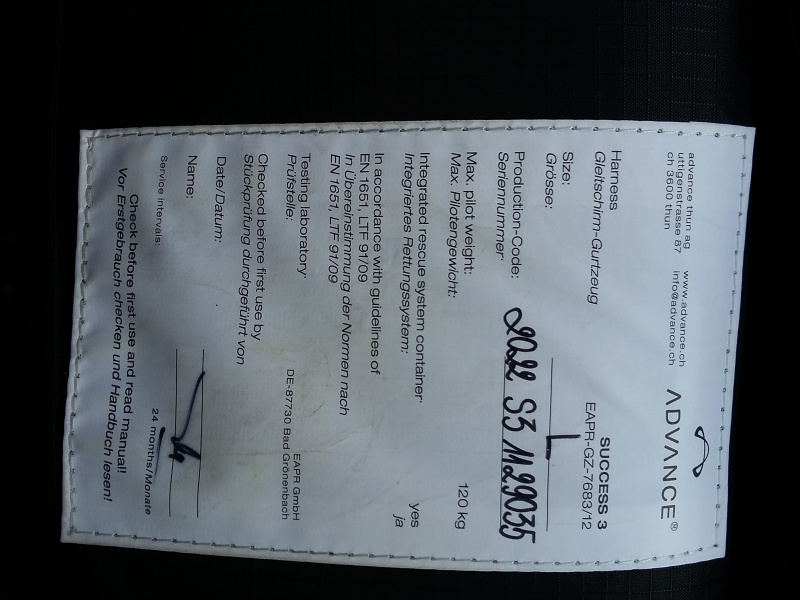 advance thun ag
uttigenstrasse 87
ch 3600 thun
www.advance.ch
info@advance.ch
ADVANCE®
Harness
Gleitschirm-Gurtzeug
SUCCESS 3
EAPR-GZ-7683/12
Size:
Grösse:
L
Production-Code:
Seriennummer:
2022 S3 1129035
Max. pilot weight:
Max. Pilotengewicht:
120 kg
Integrated rescue system container:
Integriertes Rettungssystem:
yes
ja
In accordance with guidelines of
EN 1651, LTF 91/09
In Übereinstimmung der Normen nach
EN 1651, LTF 91/09
Testing laboratory:
Prüfstelle:
EAPR GmbH
DE-87730 Bad Grönenbach
Checked before first use by
Stückprüfung durchgeführt von
Date/Datum:
Name:
Service intervals:
24 months/Monate
Check before first use and read manual!
Vor Erstgebrauch checken und Handbuch lesen!